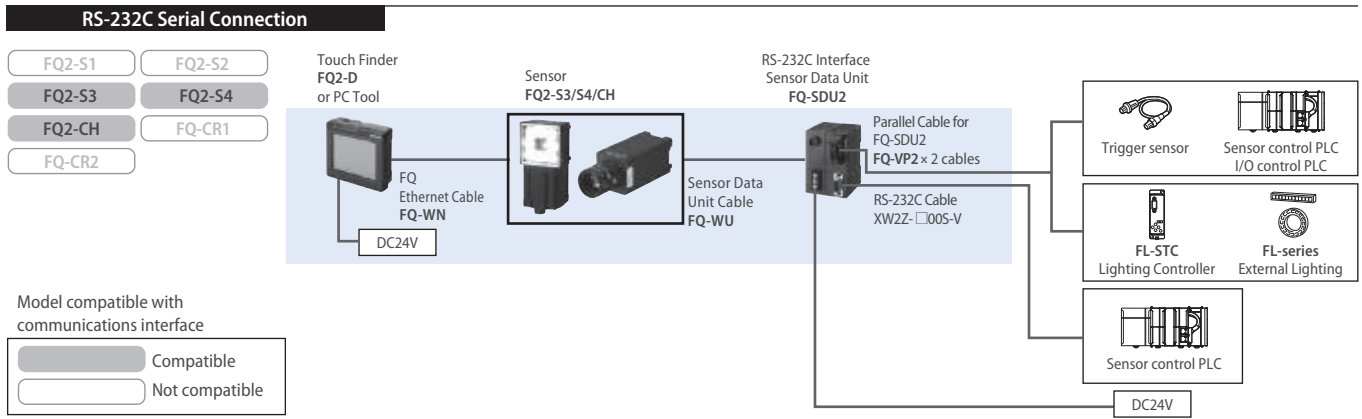 RS-232C Serial Connection
FQ2-S1
FQ2-S2
FQ2-S3
FQ2-S4
FQ2-CH
FQ-CR1
FQ-CR2
Touch Finder
FQ2-D
or PC Tool
Sensor
FQ2-S3/S4/CH
RS-232C Interface
Sensor Data Unit
FQ-SDU2
FQ
Ethernet Cable
FQ-WN
DC24V
Sensor Data
Unit Cable
FQ-WU
Parallel Cable for
FQ-SDU2
FQ-VP2 × 2 cables
RS-232C Cable
XW2Z- □00S-V
Trigger sensor
Sensor control PLC
I/O control PLC
FL-STC
Lighting Controller
FL-series
External Lighting
Sensor control PLC
DC24V
Model compatible with
communications interface
Compatible
Not compatible